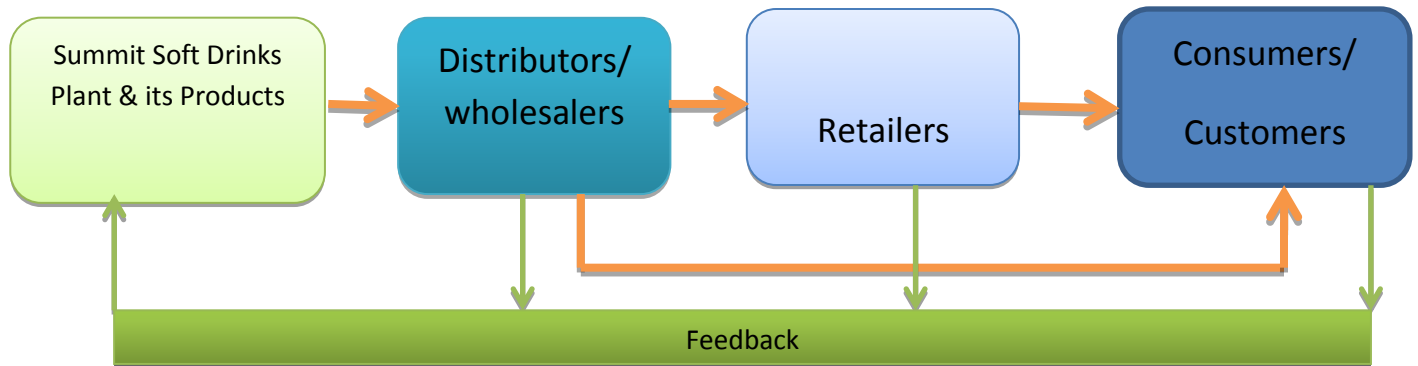 Summit Soft Drinks
Plant & its Products
Distributors/
wholesalers
Retailers
Consumers/
Customers
Feedback